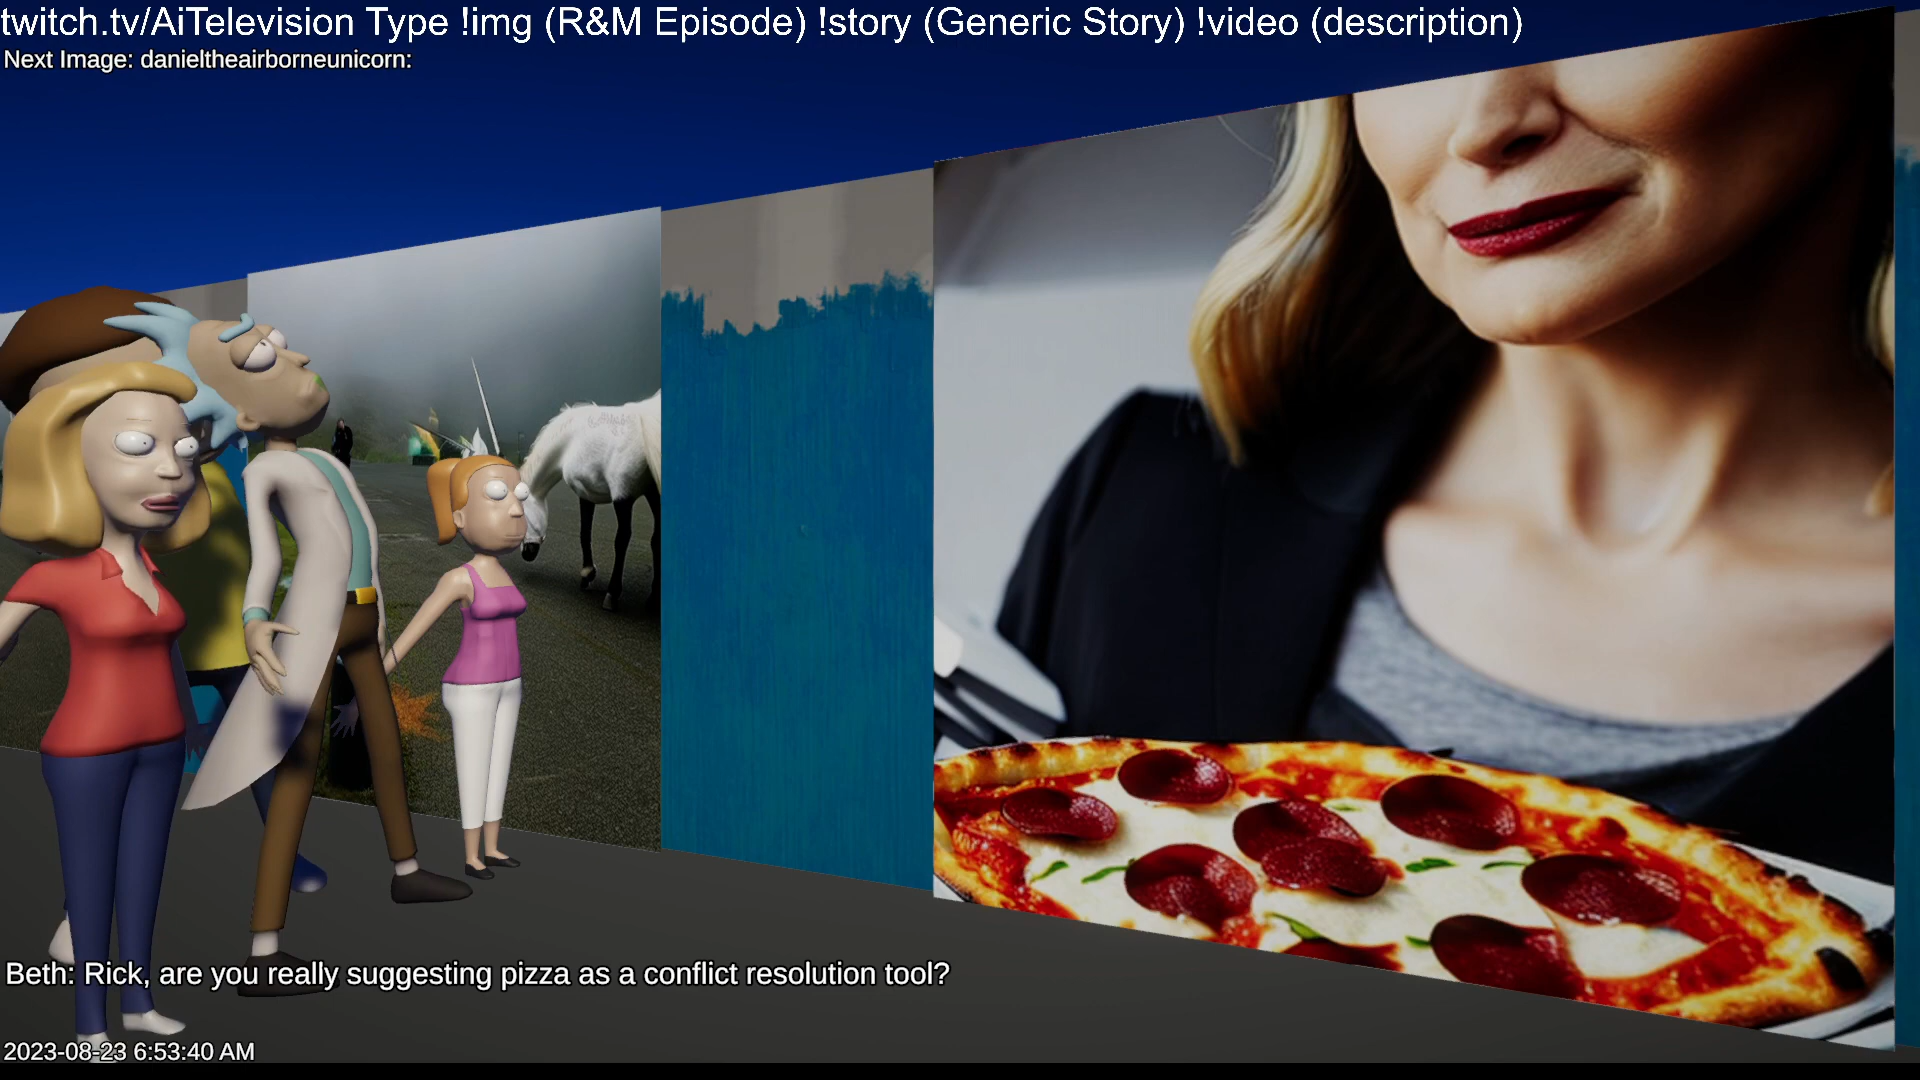 twitch.tv/AiTelevision Type !img (R&M Episode) !story (Generic Story) !video (description)
Next Image: danieltheairborneunicorn:
Beth: Rick, are you really suggesting pizza as a conflict resolution tool?
2023-08-23 6:53:40 AM